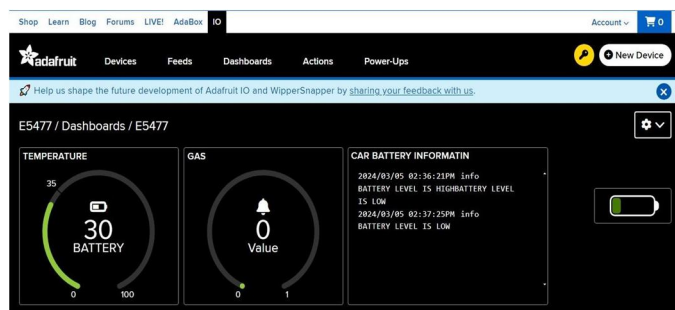 Shop Learn Blog Forums LIVE! AdaBox IO
Account 0
adafruit Devices Feeds Dashboards Actions Power-Ups New Device
Help us shape the future development of Adafruit IO and WipperSnapper by sharing your feedback with us.
E5477 / Dashboards / E5477
TEMPERATURE
35
30
BATTERY
0 100
GAS
0
Value
0 1
CAR BATTERY INFORMATIN
2024/03/05 02:36:21PM info
BATTERY LEVEL IS HIGHBATTERY LEVEL
IS LOW
2024/03/05 02:37:25PM info
BATTERY LEVEL IS LOW